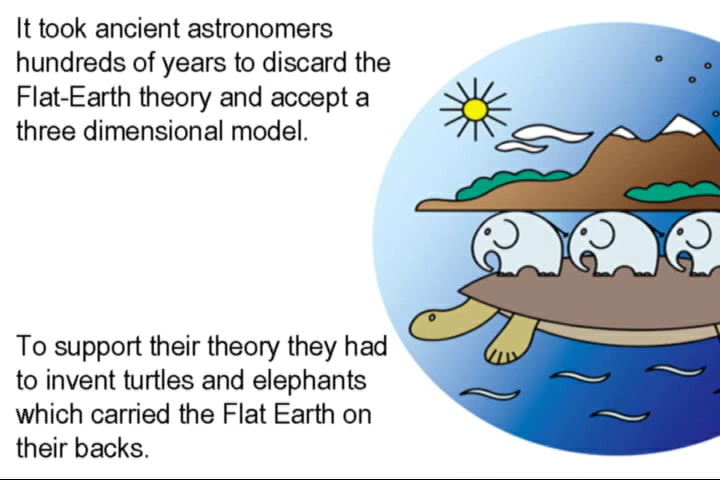 It took ancient astronomers
hundreds of years to discard the
Flat-Earth theory and accept a
three dimensional model.
To support their theory they had
to invent turtles and elephants
which carried the Flat Earth on
their backs.